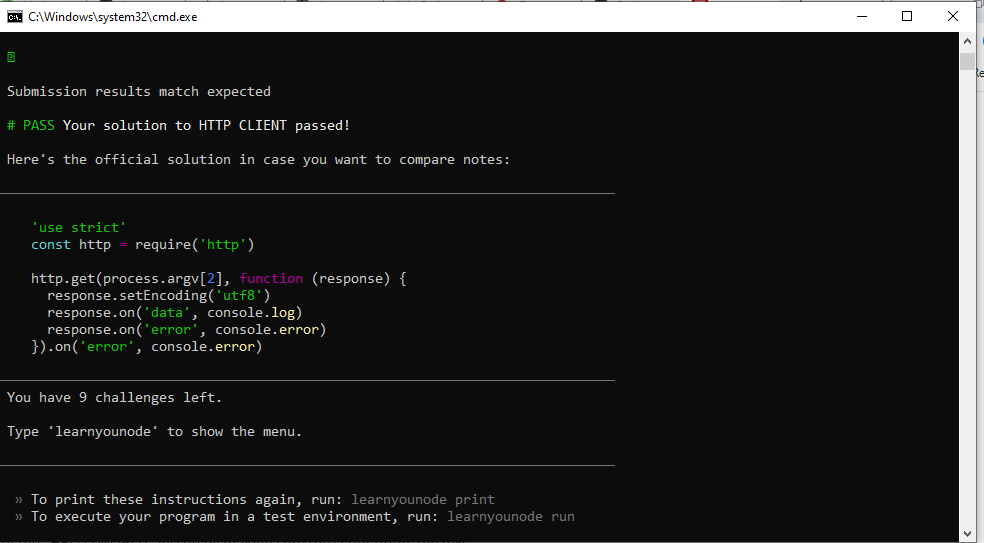 C:\Windows\system32\cmd.exe
Submission results match expected
# PASS Your solution to HTTP CLIENT passed!
Here's the official solution in case you want to compare notes:
'use strict'
const http = require('http')
http.get(process.argv[2], function (response) {
response.setEncoding('utf8')
response.on('data', console.log)
response.on('error', console.error)
}).on('error', console.error)
You have 9 challenges left.
Type 'learnyounode' to show the menu.
» To print these instructions again, run: learnyounode print
» To execute your program in a test environment, run: learnyounode run